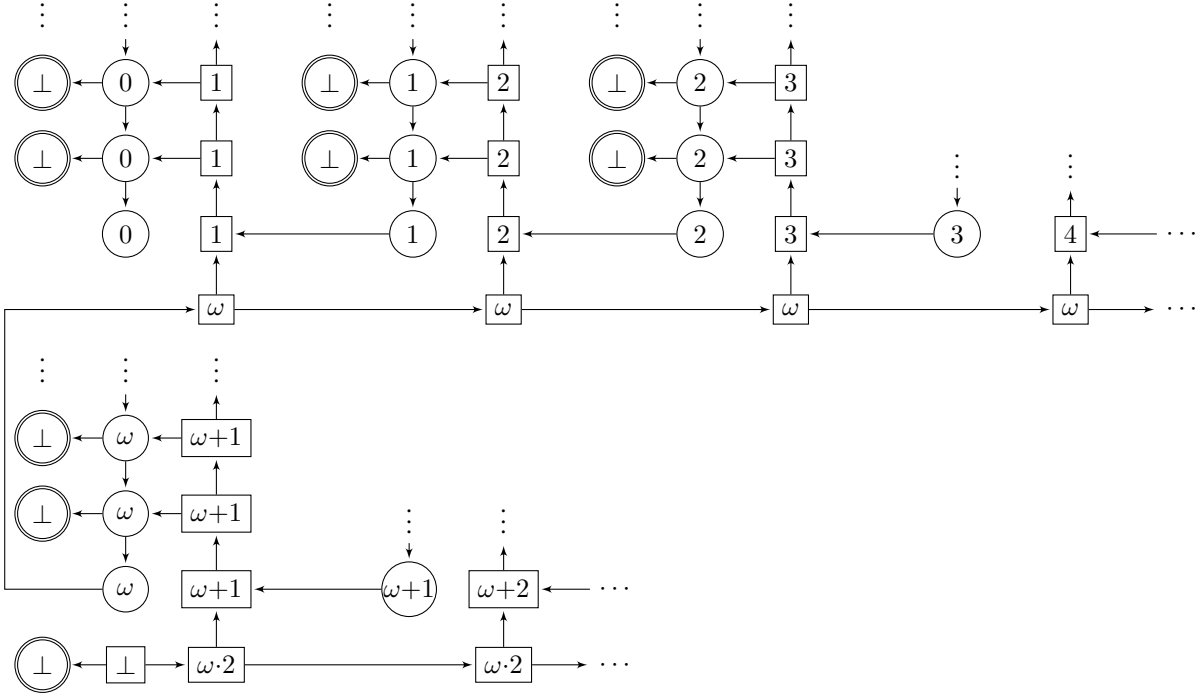 ⋮ ⋮ ⋮ ⋮ ⋮ ⋮ ⋮ ⋮ ⋮
⊥ 0 1 ⊥ 1 2 ⊥ 2 3
⊥ 0 1 ⊥ 1 2 ⊥ 2 3 ⋮ ⋮
0 1 1 2 2 3 3 4 ⋯
ω ω ω ω ⋯
⋮ ⋮ ⋮
⊥ ω ω+1
⊥ ω ω+1 ⋮ ⋮
ω ω+1 ω+1 ω+2 ⋯
⊥ ⊥ ω·2 ω·2 ⋯